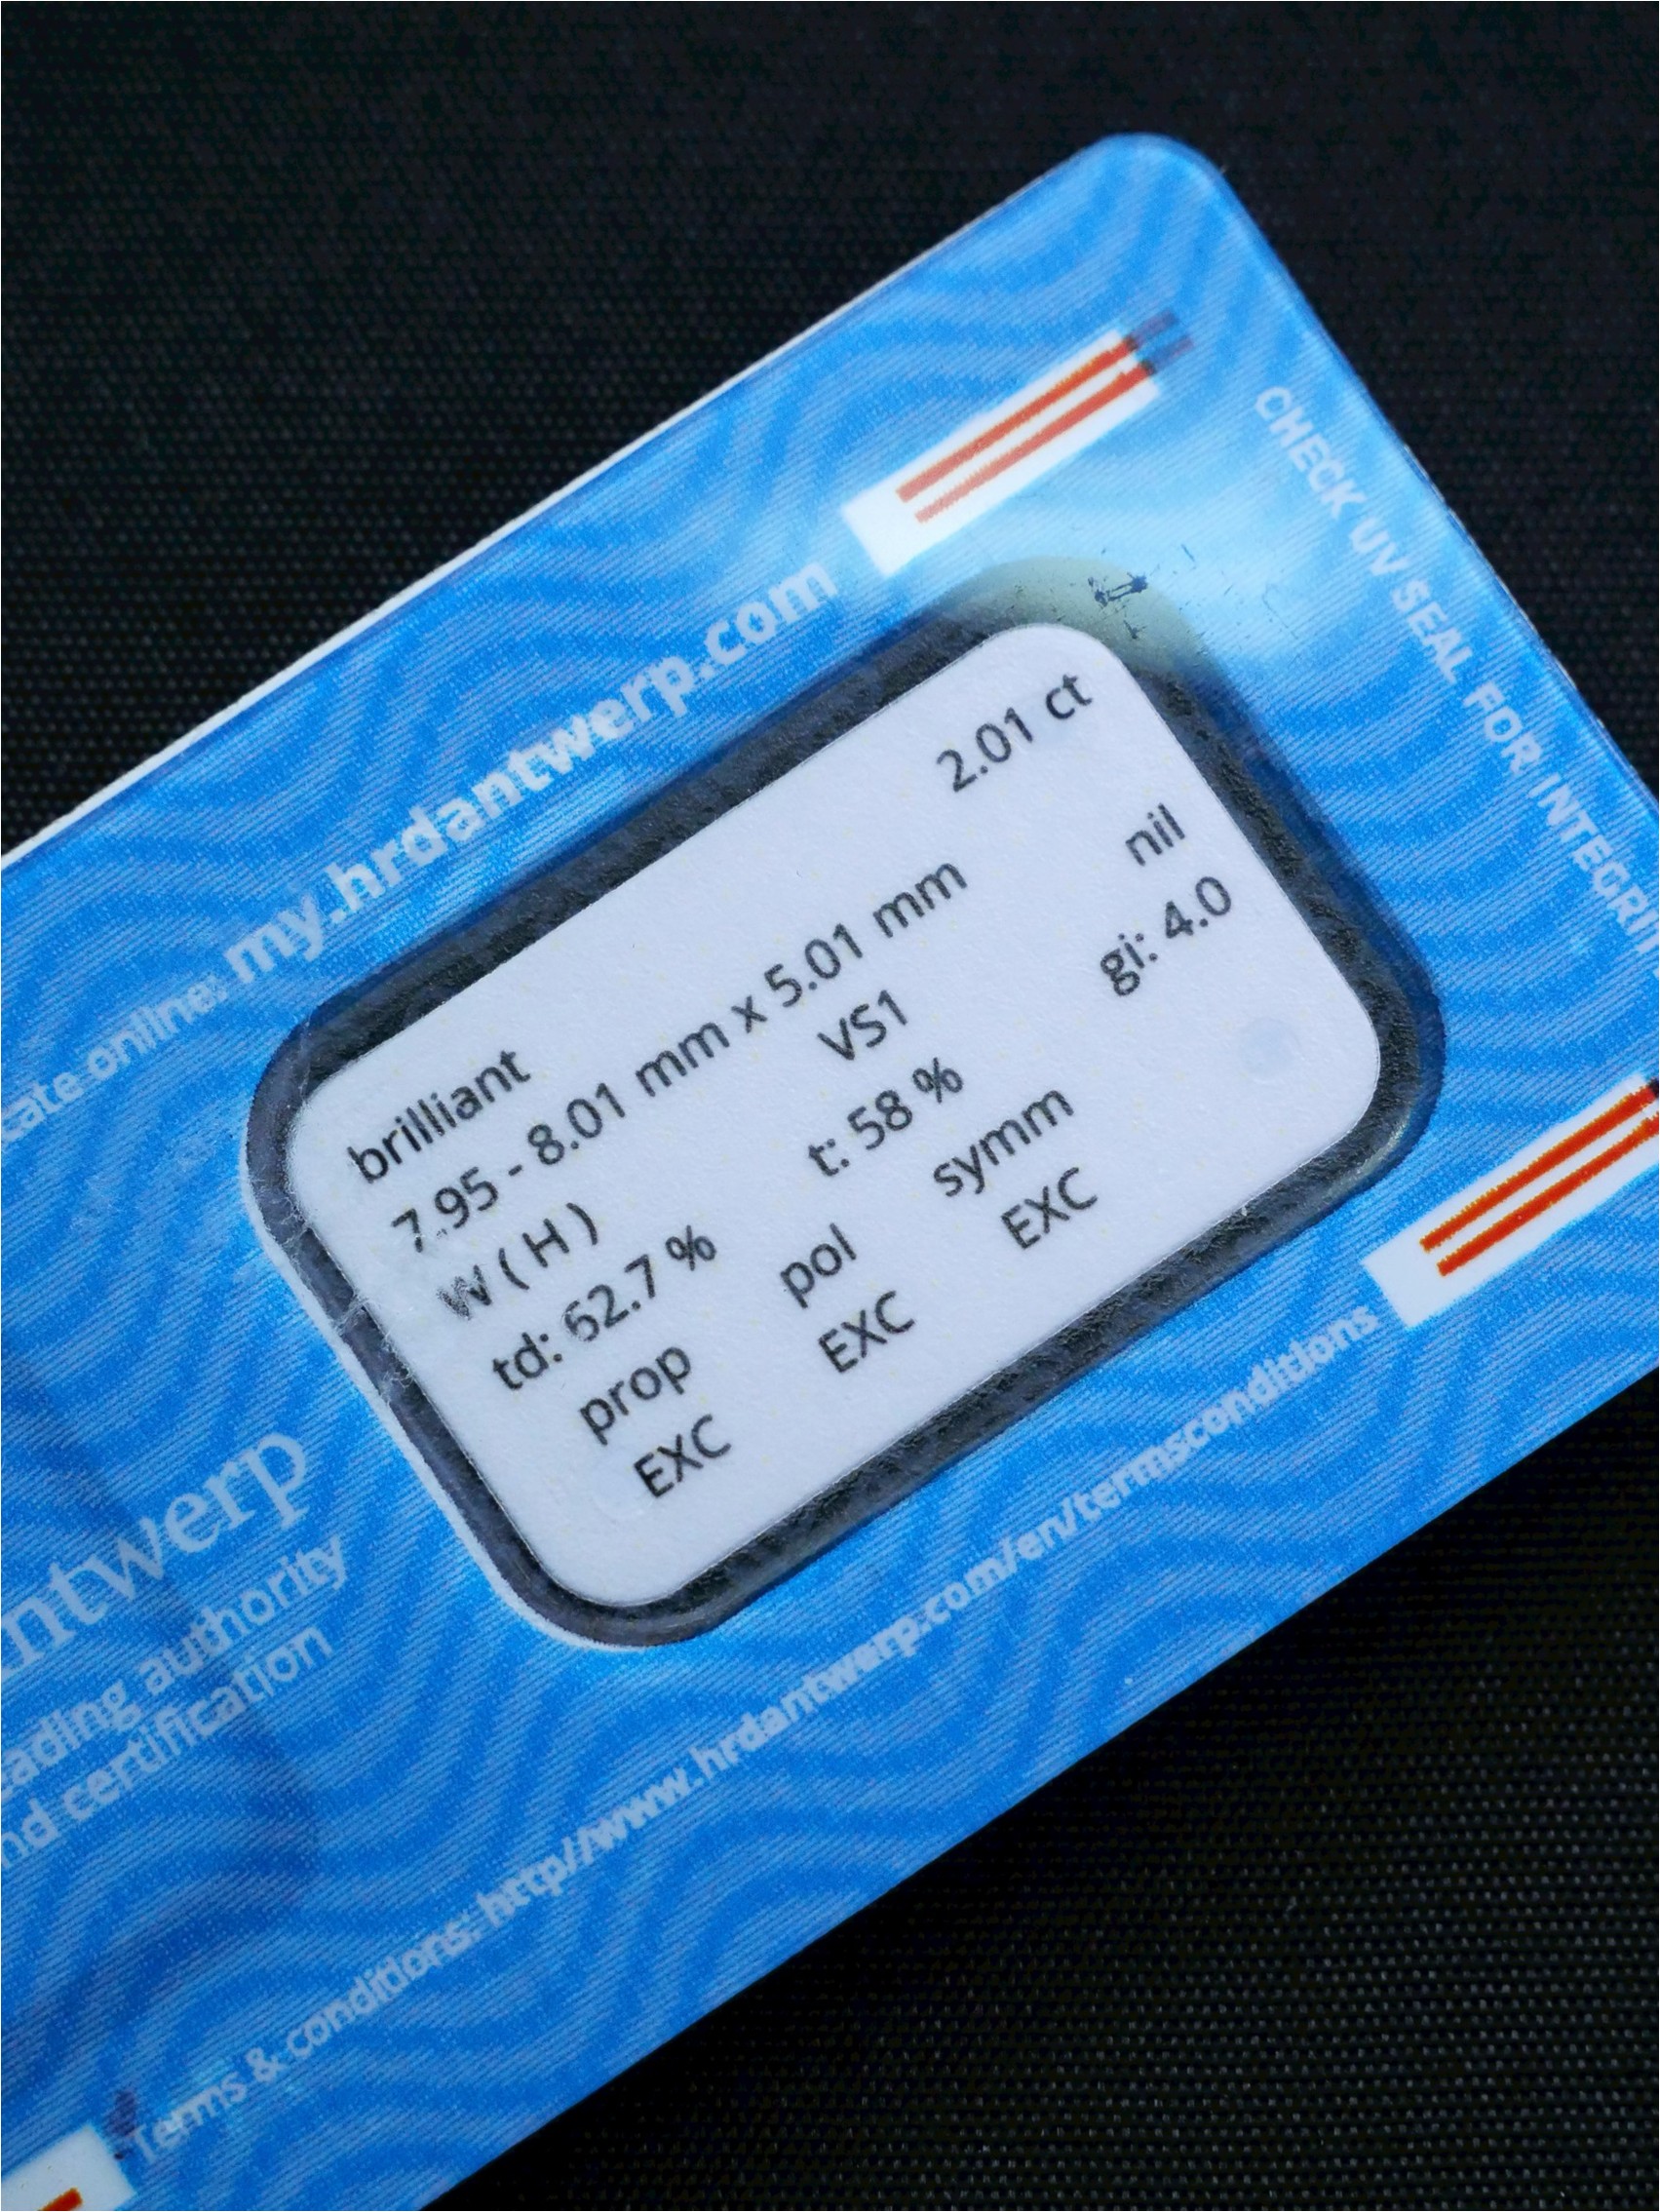 cate online: my.hrdantwerp.com
CHECK UV SEAL FOR INTEGRIT
brilliant 2.01 ct
7.95 - 8.01 mm x 5.01 mm
W ( H ) VS1 nil
td: 62.7 % t: 58 % gi: 4.0
prop pol symm
EXC EXC EXC
ntwerp
eading authority
nd certification
Terms & conditions: http//www.hrdantwerp.com/en/termsconditions